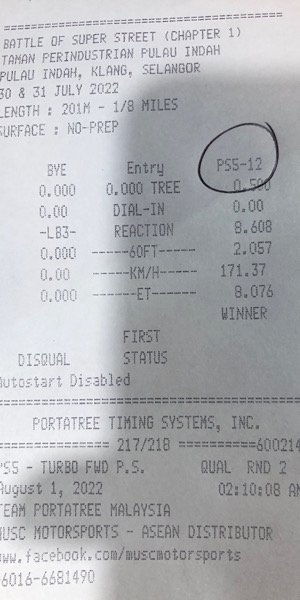 BATTLE OF SUPER STREET (CHAPTER 1)
TAMAN PERINDUSTRIAN PULAU INDAH
PULAU INDAH, KLANG, SELANGOR
30 & 31 JULY 2022
LENGTH : 201M - 1/8 MILES
SURFACE : NO-PREP
BYE Entry PS5-12
0.000 0.000 TREE 0.500
0.00 DIAL-IN 0.00
-LB3- REACTION 8.608
0.000 ------60FT----- 2.057
0.00 ------KM/H----- 171.37
0.000 ------ET------- 8.076
WINNER
FIRST
DISQUAL STATUS
Autostart Disabled
PORTATREE TIMING SYSTEMS, INC.
=============== 217/218 ==========600214
PS5 - TURBO FWD P.S. QUAL RND 2
August 1, 2022 02:10:08 AM
TEAM PORTATREE MALAYSIA
MUSC MOTORSPORTS - ASEAN DISTRIBUTOR
www.facebook.com/muscmotorsports
+6016-6681490